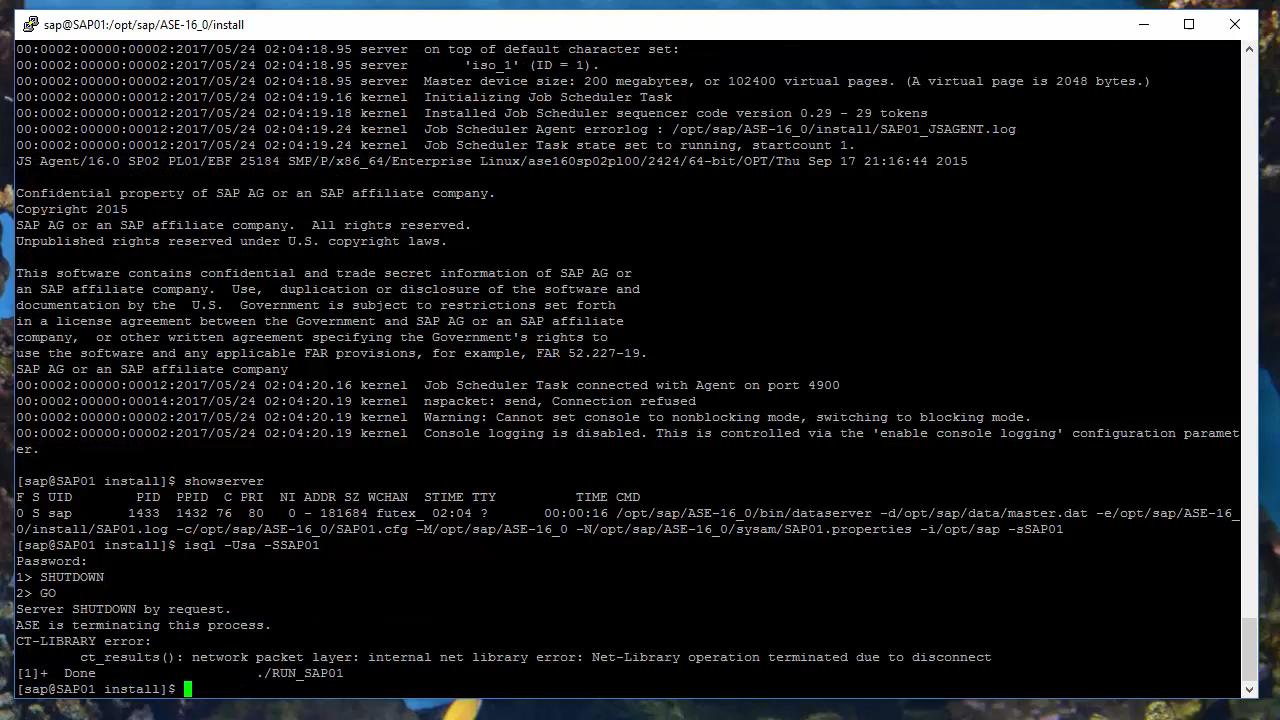 sap@SAP01:/opt/sap/ASE-16_0/install
00:0002:00000:00002:2017/05/24 02:04:18.95 server  on top of default character set:
00:0002:00000:00002:2017/05/24 02:04:18.95 server       'iso_1' (ID = 1).
00:0002:00000:00002:2017/05/24 02:04:18.95 server  Master device size: 200 megabytes, or 102400 virtual pages. (A virtual page is 2048 bytes.)
00:0002:00000:00012:2017/05/24 02:04:19.16 kernel  Initializing Job Scheduler Task
00:0002:00000:00012:2017/05/24 02:04:19.18 kernel  Installed Job Scheduler sequencer code version 0.29 - 29 tokens
00:0002:00000:00012:2017/05/24 02:04:19.24 kernel  Job Scheduler Agent errorlog : /opt/sap/ASE-16_0/install/SAP01_JSAGENT.log
00:0002:00000:00012:2017/05/24 02:04:19.24 kernel  Job Scheduler Task state set to running, startcount 1.
JS Agent/16.0 SP02 PL01/EBF 25184 SMP/P/x86_64/Enterprise Linux/ase160sp02pl00/2424/64-bit/OPT/Thu Sep 17 21:16:44 2015
Confidential property of SAP AG or an SAP affiliate company.
Copyright 2015
SAP AG or an SAP affiliate company.  All rights reserved.
Unpublished rights reserved under U.S. copyright laws.
This software contains confidential and trade secret information of SAP AG or
an SAP affiliate company.  Use,  duplication or disclosure of the software and
documentation by the  U.S.  Government is subject to restrictions set forth
in a license agreement between the Government and SAP AG or an SAP affiliate
company,  or other written agreement specifying the Government's rights to
use the software and any applicable FAR provisions, for example, FAR 52.227-19.
SAP AG or an SAP affiliate company
00:0002:00000:00012:2017/05/24 02:04:20.16 kernel  Job Scheduler Task connected with Agent on port 4900
00:0002:00000:00014:2017/05/24 02:04:20.19 kernel  nspacket: send, Connection refused
00:0002:00000:00002:2017/05/24 02:04:20.19 kernel  Warning: Cannot set console to nonblocking mode, switching to blocking mode.
00:0002:00000:00002:2017/05/24 02:04:20.19 kernel  Console logging is disabled. This is controlled via the 'enable console logging' configuration paramet
er.
[sap@SAP01 install]$ showserver
F S UID        PID  PPID  C PRI  NI ADDR SZ WCHAN  STIME TTY          TIME CMD
0 S sap       1433  1432 76  80   0 - 181684 futex_ 02:04 ?       00:00:16 /opt/sap/ASE-16_0/bin/dataserver -d/opt/sap/data/master.dat -e/opt/sap/ASE-16_
0/install/SAP01.log -c/opt/sap/ASE-16_0/SAP01.cfg -M/opt/sap/ASE-16_0 -N/opt/sap/ASE-16_0/sysam/SAP01.properties -i/opt/sap -sSAP01
[sap@SAP01 install]$ isql -Usa -SSAP01
Password:
1> SHUTDOWN
2> GO
Server SHUTDOWN by request.
ASE is terminating this process.
CT-LIBRARY error:
        ct_results(): network packet layer: internal net library error: Net-Library operation terminated due to disconnect
[1]+  Done                    ./RUN_SAP01
[sap@SAP01 install]$